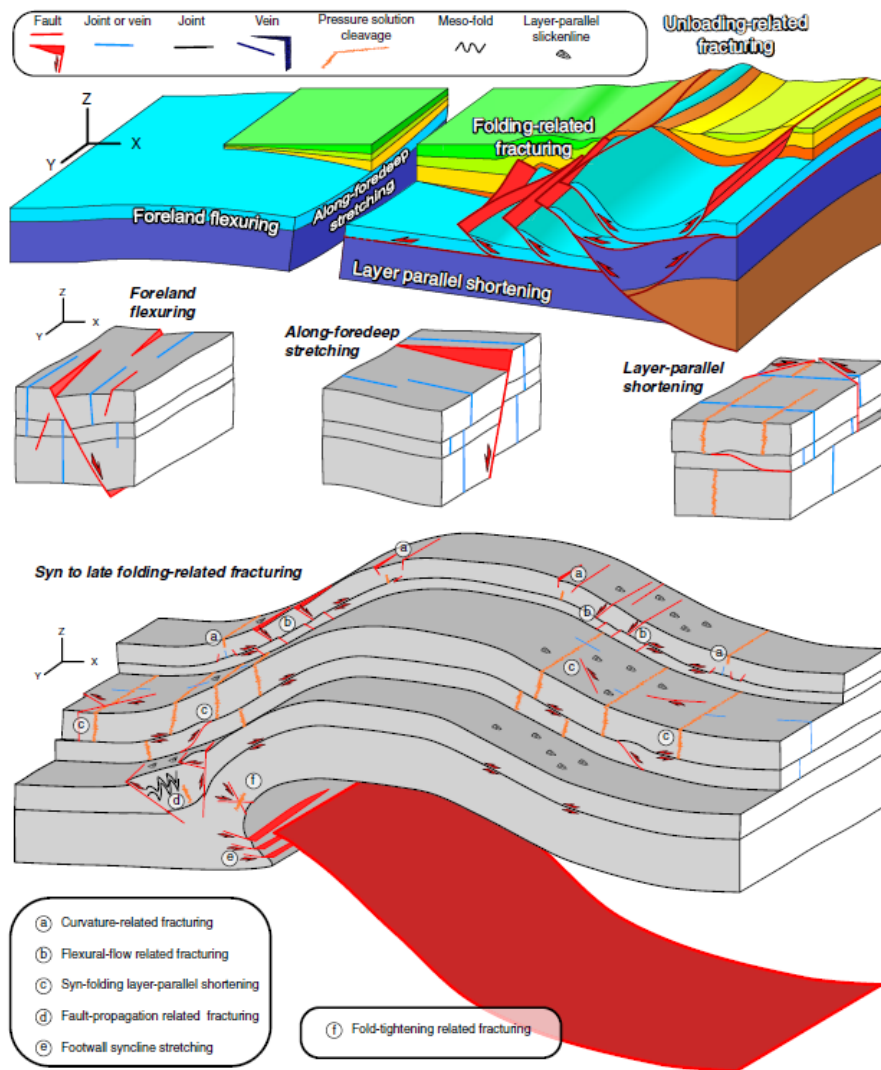 Fault Joint or vein Joint Vein Pressure solution Meso-fold Layer-parallel
cleavage slickenline
Unloading-related
fracturing
Z
Y X
Folding-related
fracturing
Foreland flexuring
Along-foredeep
stretching
Layer parallel shortening
Z
Y X
Foreland
flexuring
Along-foredeep
stretching
Layer-parallel
shortening
Syn to late folding-related fracturing
Z
Y X
a
a
a
b
b
b
a
c
c
c
c
d
f
e
a Curvature-related fracturing
b Flexural-flow related fracturing
c Syn-folding layer-parallel shortening
d Fault-propagation related fracturing
e Footwall syncline stretching
f Fold-tightening related fracturing